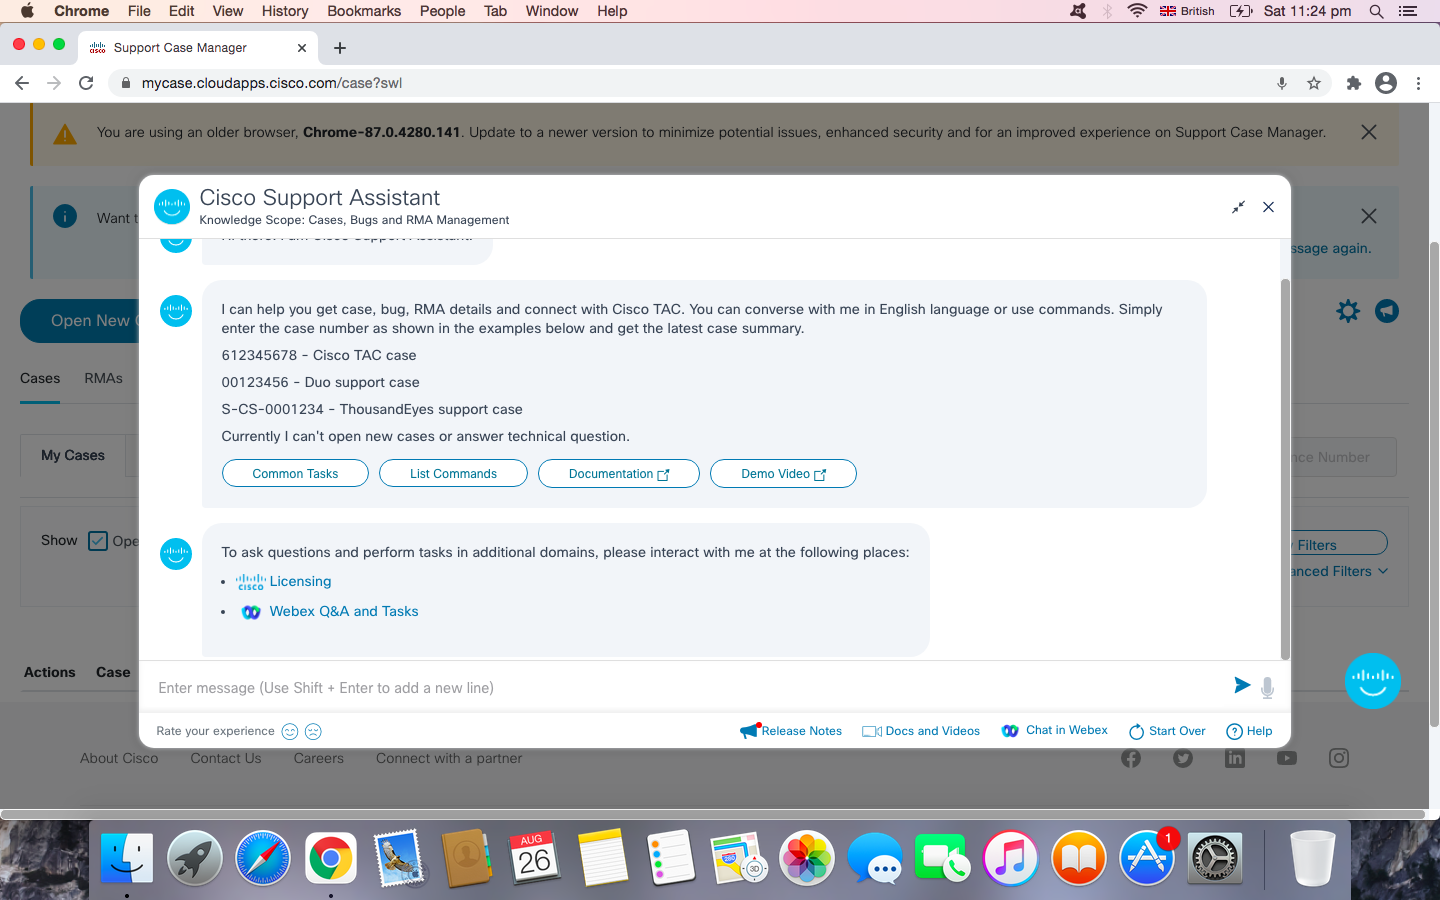 Chrome File Edit View History Bookmarks People Tab Window Help British Sat 11:24 pm
Support Case Manager
mycase.cloudapps.cisco.com/case?swl
You are using an older browser, Chrome-87.0.4280.141. Update to a newer version to minimize potential issues, enhanced security and for an improved experience on Support Case Manager.
Want
ssage again.
Open New
Cases RMAs
My Cases
nce Number
Show Ope
Filters
anced Filters
Actions Case
Cisco Support Assistant
Knowledge Scope: Cases, Bugs and RMA Management
Hi there! I am Cisco Support Assistant.
I can help you get case, bug, RMA details and connect with Cisco TAC. You can converse with me in English language or use commands. Simply
enter the case number as shown in the examples below and get the latest case summary.
612345678 - Cisco TAC case
00123456 - Duo support case
S-CS-0001234 - ThousandEyes support case
Currently I can't open new cases or answer technical question.
Common Tasks List Commands Documentation Demo Video
To ask questions and perform tasks in additional domains, please interact with me at the following places:
• CISCO Licensing
• Webex Q&A and Tasks
Enter message (Use Shift + Enter to add a new line)
Rate your experience Release Notes Docs and Videos Chat in Webex Start Over Help
About Cisco Contact Us Careers Connect with a partner
AUG
26
280
3D
1